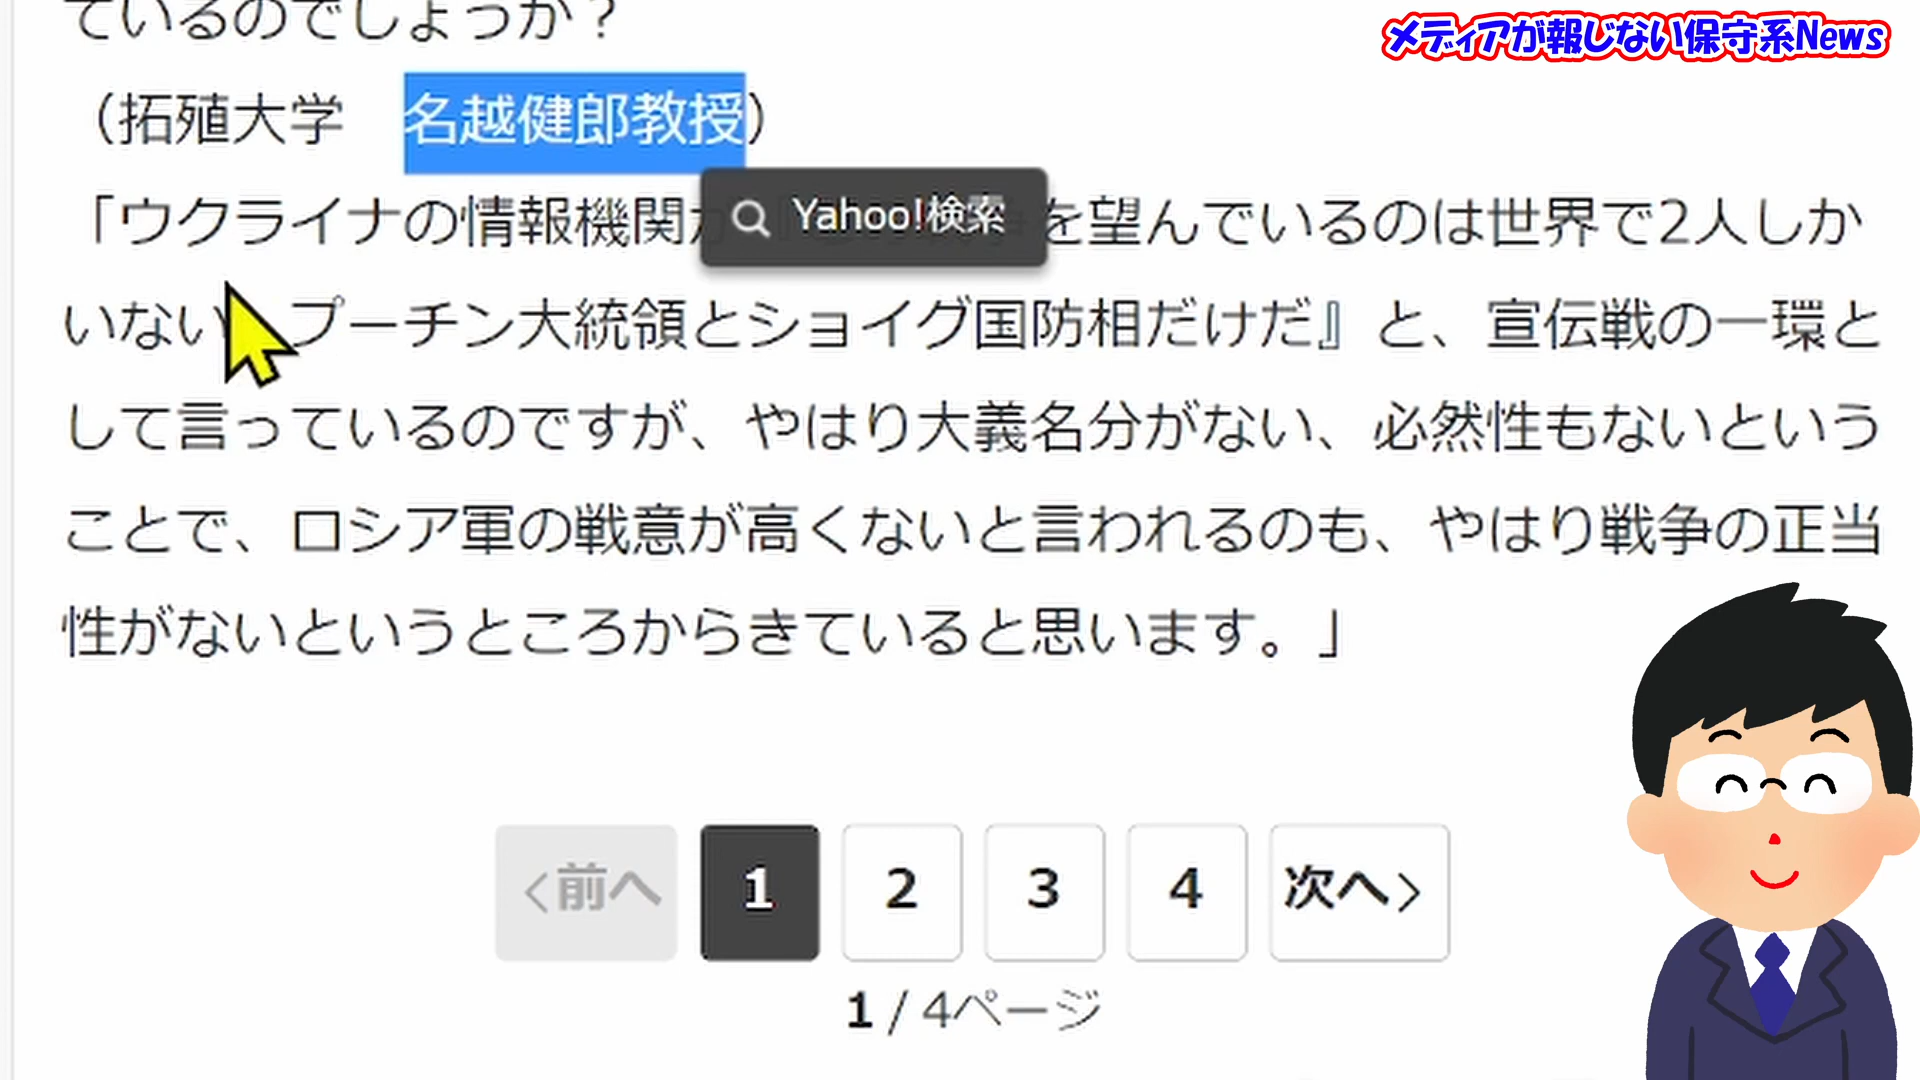 ているのでしょうか？
メディアが報じない保守系News
（拓殖大学　名越健郎教授）
「ウクライナの情報機関が
Yahoo!検索
を望んでいるのは世界で2人しか
いない プーチン大統領とショイグ国防相だけだ』と、宣伝戦の一環と
して言っているのですが、やはり大義名分がない、必然性もないという
ことで、ロシア軍の戦意が高くないと言われるのも、やはり戦争の正当
性がないというところからきていると思います。」
＜前へ 1 2 3 4 次へ＞
1 / 4ページ